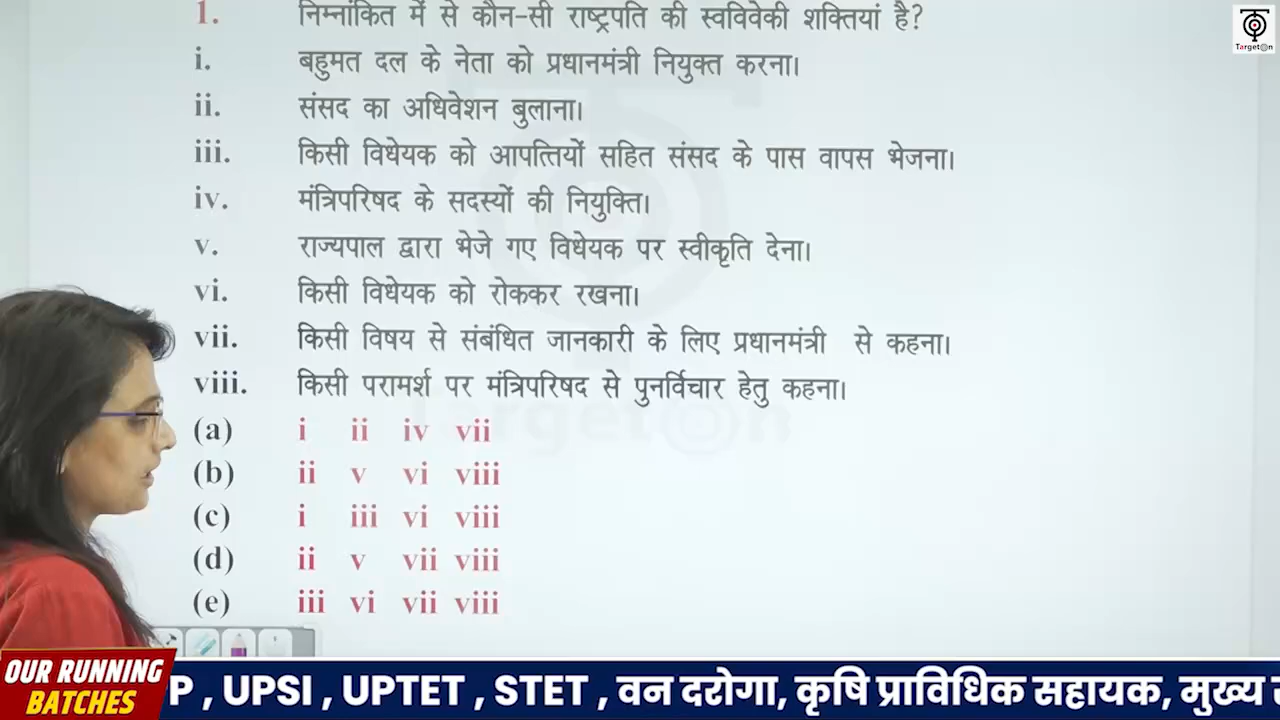 1. निम्नांकित में से कौन-सी राष्ट्रपति की स्वविवेकी शक्तियां है?
i. बहुमत दल के नेता को प्रधानमंत्री नियुक्त करना।
ii. संसद का अधिवेशन बुलाना।
iii. किसी विधेयक को आपत्तियों सहित संसद के पास वापस भेजना।
iv. मंत्रिपरिषद के सदस्यों की नियुक्ति।
v. राज्यपाल द्वारा भेजे गए विधेयक पर स्वीकृति देना।
vi. किसी विधेयक को रोककर रखना।
vii. किसी विषय से संबंधित जानकारी के लिए प्रधानमंत्री से कहना।
viii. किसी परामर्श पर मंत्रिपरिषद से पुनर्विचार हेतु कहना।
(a) i ii iv vii
(b) ii v vi viii
(c) i iii vi viii
(d) ii v vii viii
(e) iii vi vii viii
TargetOn
TargetOn
OUR RUNNING
BATCHES
P , UPSI , UPTET , STET , वन दरोगा, कृषि प्राविधिक सहायक, मुख्य